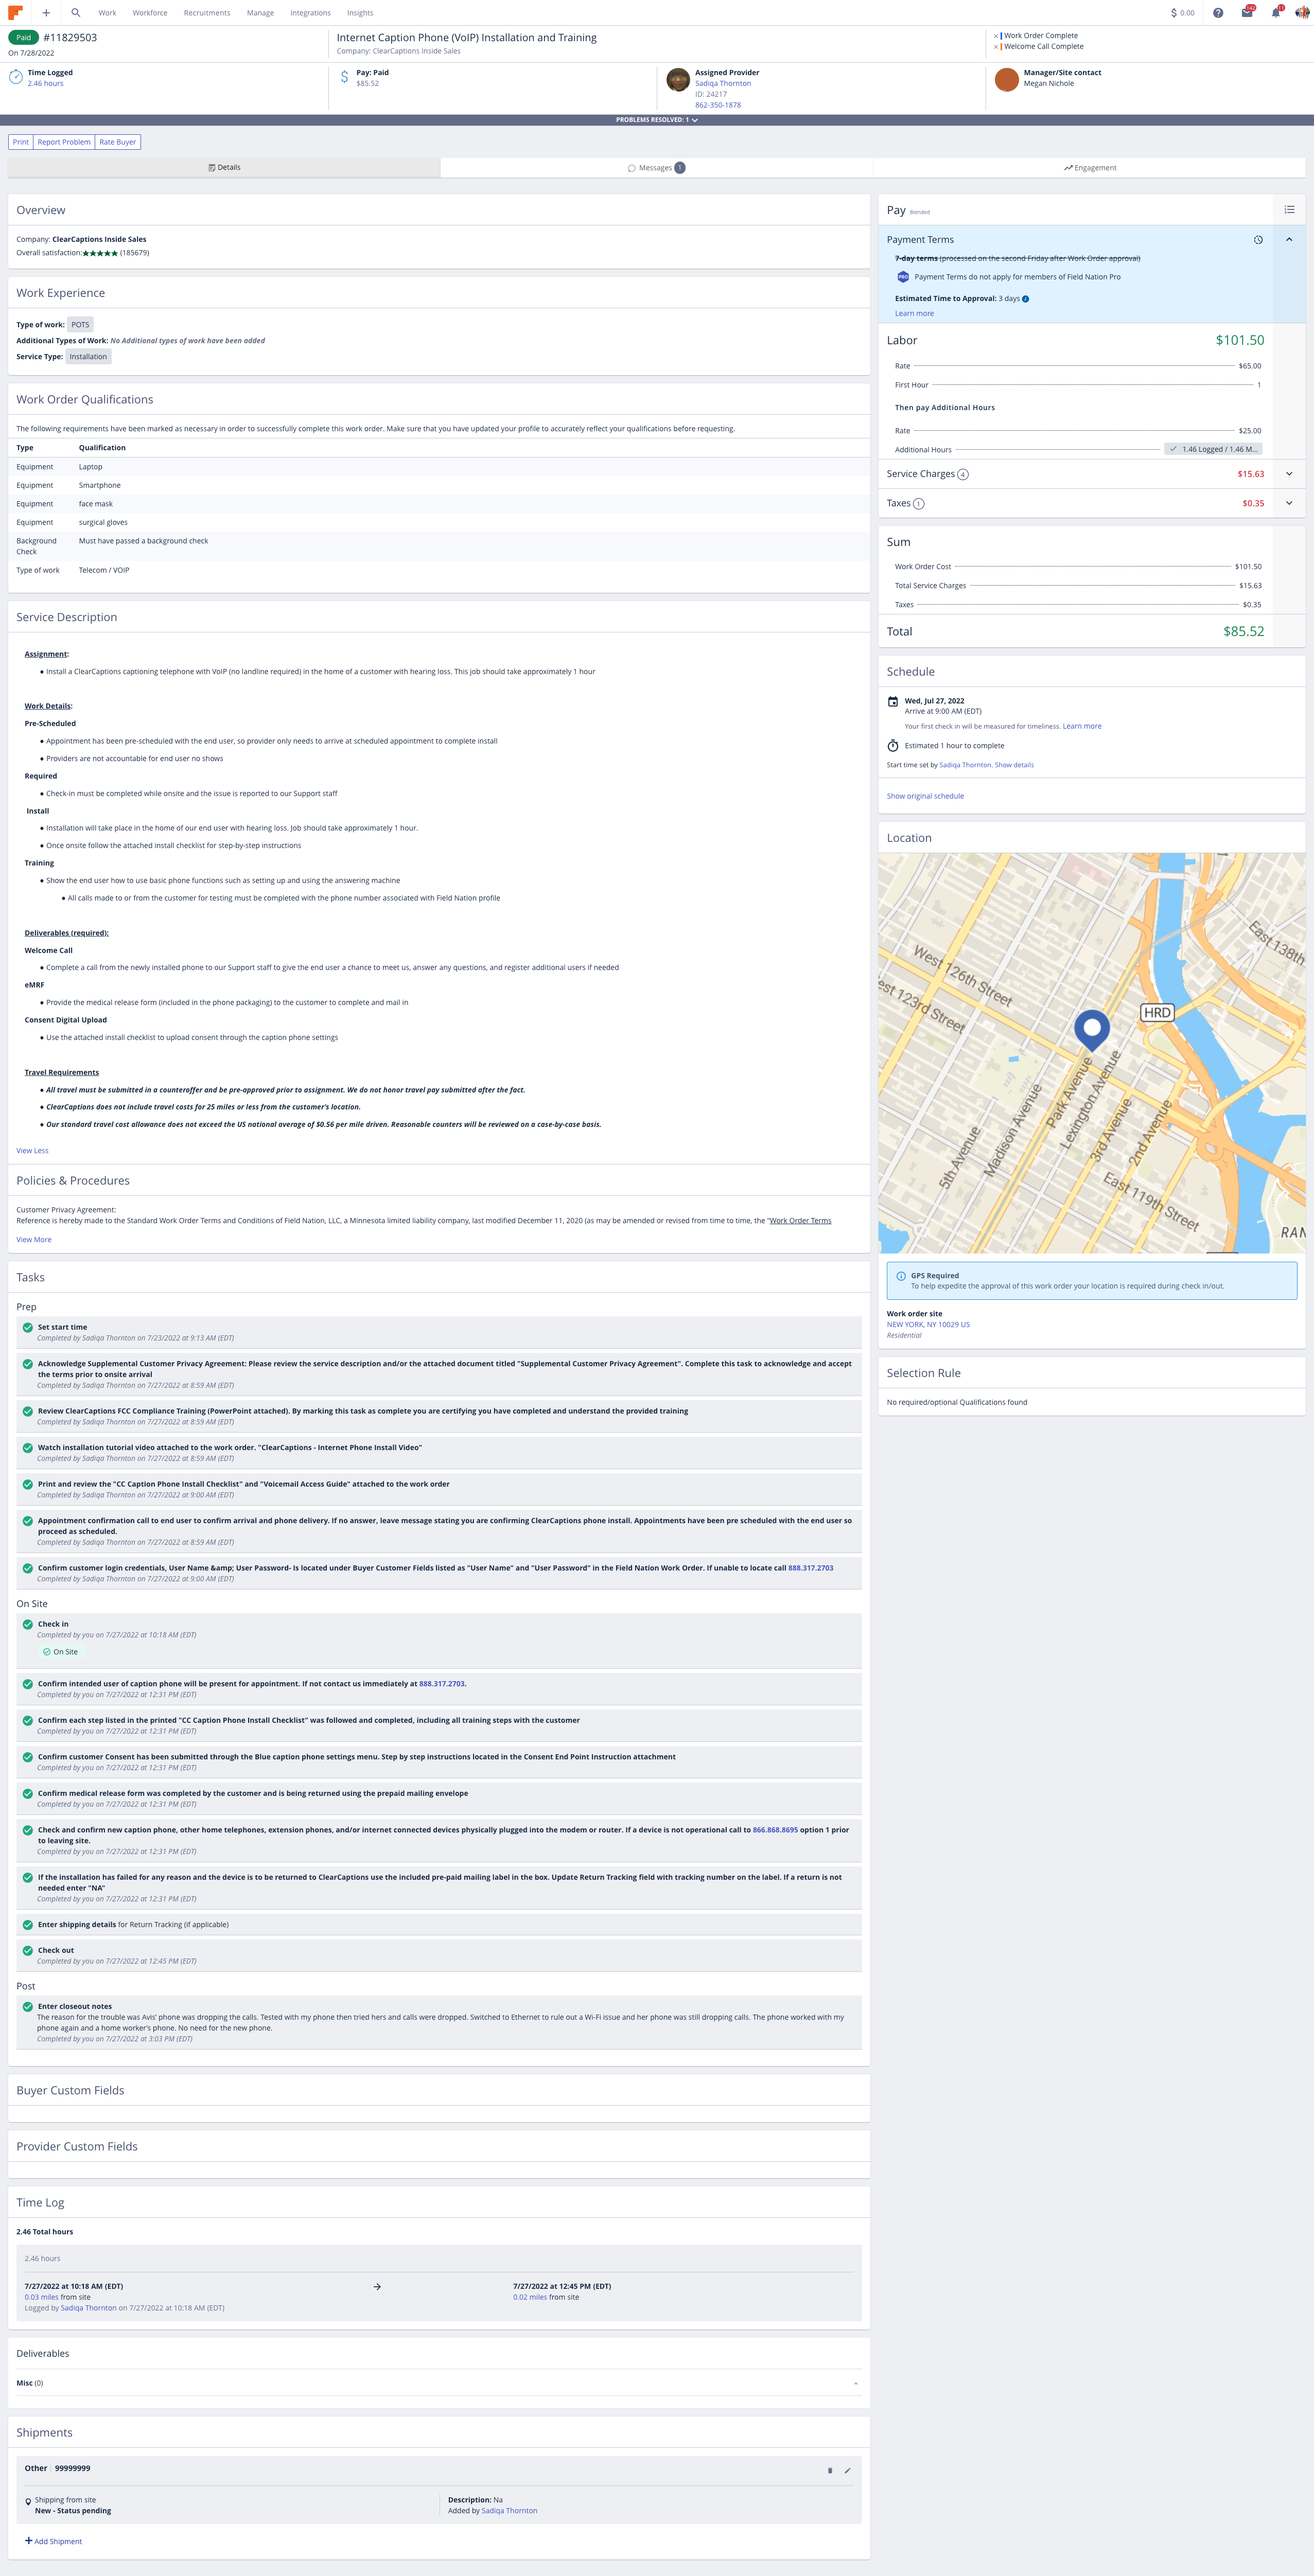 Work Workforce Recruitments Manage Integrations Insights
$ 0.00
Paid #11829503
On 7/28/2022
Internet Caption Phone (VoIP) Installation and Training
Company: ClearCaptions Inside Sales
Work Order Complete
Welcome Call Complete
Time Logged
2.46 hours
Pay: Paid
$85.52
Assigned Provider
Sadiqa Thornton
ID: 24217
862-350-1878
Manager/Site contact
Megan Nichole
PROBLEMS RESOLVED: 1
Print Report Problem Rate Buyer
Details Messages 1 Engagement
Overview
Company: ClearCaptions Inside Sales
Overall satisfaction:★★★★★ (185679)
Work Experience
Type of work: POTS
Additional Types of Work: No Additional types of work have been added
Service Type: Installation
Work Order Qualifications
The following requirements have been marked as necessary in order to successfully complete this work order. Make sure that you have updated your profile to accurately reflect your qualifications before requesting.
Type Qualification
Equipment Laptop
Equipment Smartphone
Equipment face mask
Equipment surgical gloves
Background Must have passed a background check
Check
Type of work Telecom / VOIP
Service Description
Assignment:
● Install a ClearCaptions captioning telephone with VoIP (no landline required) in the home of a customer with hearing loss. This job should take approximately 1 hour
Work Details:
Pre-Scheduled
● Appointment has been pre-scheduled with the end user, so provider only needs to arrive at scheduled appointment to complete install
● Providers are not accountable for end user no shows
Required
● Check-in must be completed while onsite and the issue is reported to our Support staff
Install
● Installation will take place in the home of our end user with hearing loss. Job should take approximately 1 hour.
● Once onsite follow the attached install checklist for step-by-step instructions
Training
● Show the end user how to use basic phone functions such as setting up and using the answering machine
● All calls made to or from the customer for testing must be completed with the phone number associated with Field Nation profile
Deliverables (required):
Welcome Call
● Complete a call from the newly installed phone to our Support staff to give the end user a chance to meet us, answer any questions, and register additional users if needed
eMRF
● Provide the medical release form (included in the phone packaging) to the customer to complete and mail in
Consent Digital Upload
● Use the attached install checklist to upload consent through the caption phone settings
Travel Requirements
● All travel must be submitted in a counteroffer and be pre-approved prior to assignment. We do not honor travel pay submitted after the fact.
● ClearCaptions does not include travel costs for 25 miles or less from the customer's location.
● Our standard travel cost allowance does not exceed the US national average of $0.56 per mile driven. Reasonable counters will be reviewed on a case-by-case basis.
View Less
Policies & Procedures
Customer Privacy Agreement:
Reference is hereby made to the Standard Work Order Terms and Conditions of Field Nation, LLC, a Minnesota limited liability company, last modified December 11, 2020 (as may be amended or revised from time to time, the "Work Order Terms
View More
Tasks
Prep
Set start time
Completed by Sadiqa Thornton on 7/23/2022 at 9:13 AM (EDT)
Acknowledge Supplemental Customer Privacy Agreement: Please review the service description and/or the attached document titled "Supplemental Customer Privacy Agreement". Complete this task to acknowledge and accept
the terms prior to onsite arrival
Completed by Sadiqa Thornton on 7/27/2022 at 8:59 AM (EDT)
Review ClearCaptions FCC Compliance Training (PowerPoint attached). By marking this task as complete you are certifying you have completed and understand the provided training
Completed by Sadiqa Thornton on 7/27/2022 at 8:59 AM (EDT)
Watch installation tutorial video attached to the work order. "ClearCaptions - Internet Phone Install Video"
Completed by Sadiqa Thornton on 7/27/2022 at 8:59 AM (EDT)
Print and review the "CC Caption Phone Install Checklist" and "Voicemail Access Guide" attached to the work order
Completed by Sadiqa Thornton on 7/27/2022 at 9:00 AM (EDT)
Appointment confirmation call to end user to confirm arrival and phone delivery. If no answer, leave message stating you are confirming ClearCaptions phone install. Appointments have been pre scheduled with the end user so
proceed as scheduled.
Completed by Sadiqa Thornton on 7/27/2022 at 8:59 AM (EDT)
Confirm customer login credentials, User Name &amp; User Password- Is located under Buyer Customer Fields listed as "User Name" and "User Password" in the Field Nation Work Order. If unable to locate call 888.317.2703
Completed by Sadiqa Thornton on 7/27/2022 at 9:00 AM (EDT)
On Site
Check in
Completed by you on 7/27/2022 at 10:18 AM (EDT)
On Site
Confirm intended user of caption phone will be present for appointment. If not contact us immediately at 888.317.2703.
Completed by you on 7/27/2022 at 12:31 PM (EDT)
Confirm each step listed in the printed "CC Caption Phone Install Checklist" was followed and completed, including all training steps with the customer
Completed by you on 7/27/2022 at 12:31 PM (EDT)
Confirm customer Consent has been submitted through the Blue caption phone settings menu. Step by step instructions located in the Consent End Point Instruction attachment
Completed by you on 7/27/2022 at 12:31 PM (EDT)
Confirm medical release form was completed by the customer and is being returned using the prepaid mailing envelope
Completed by you on 7/27/2022 at 12:31 PM (EDT)
Check and confirm new caption phone, other home telephones, extension phones, and/or internet connected devices physically plugged into the modem or router. If a device is not operational call to 866.868.8695 option 1 prior
to leaving site.
Completed by you on 7/27/2022 at 12:31 PM (EDT)
If the installation has failed for any reason and the device is to be returned to ClearCaptions use the included pre-paid mailing label in the box. Update Return Tracking field with tracking number on the label. If a return is not
needed enter "NA"
Completed by you on 7/27/2022 at 12:31 PM (EDT)
Enter shipping details for Return Tracking (if applicable)
Check out
Completed by you on 7/27/2022 at 12:45 PM (EDT)
Post
Enter closeout notes
The reason for the trouble was Avis' phone was dropping the calls. Tested with my phone then tried hers and calls were dropped. Switched to Ethernet to rule out a Wi-Fi issue and her phone was still dropping calls. The phone worked with my
phone again and a home worker's phone. No need for the new phone.
Completed by you on 7/27/2022 at 3:03 PM (EDT)
Buyer Custom Fields
Provider Custom Fields
Time Log
2.46 Total hours
2.46 hours
7/27/2022 at 10:18 AM (EDT) 7/27/2022 at 12:45 PM (EDT)
0.03 miles from site 0.02 miles from site
Logged by Sadiqa Thornton on 7/27/2022 at 10:18 AM (EDT)
Deliverables
Misc (0)
Shipments
Other 99999999
Shipping from site
New - Status pending
Description: Na
Added by Sadiqa Thornton
Add Shipment
Pay Blended
Payment Terms
7-day terms (processed on the second Friday after Work Order approval)
PRO Payment Terms do not apply for members of Field Nation Pro
Estimated Time to Approval: 3 days
Learn more
Labor $101.50
Rate $65.00
First Hour 1
Then pay Additional Hours
Rate $25.00
Additional Hours 1.46 Logged / 1.46 M...
Service Charges 4 $15.63
Taxes 1 $0.35
Sum
Work Order Cost $101.50
Total Service Charges $15.63
Taxes $0.35
Total $85.52
Schedule
Wed, Jul 27, 2022
Arrive at 9:00 AM (EDT)
Your first check in will be measured for timeliness. Learn more
Estimated 1 hour to complete
Start time set by Sadiqa Thornton. Show details
Show original schedule
Location
East 138th
West 126th Street
est 123rd Street
HRD
Park Avenue
Lexington Avenue
Madison Avenue
5th Avenue
3rd Avenue
2nd Avenue
East 119th Street
RAN
GPS Required
To help expedite the approval of this work order your location is required during check in/out.
Work order site
NEW YORK, NY 10029 US
Residential
Selection Rule
No required/optional Qualifications found